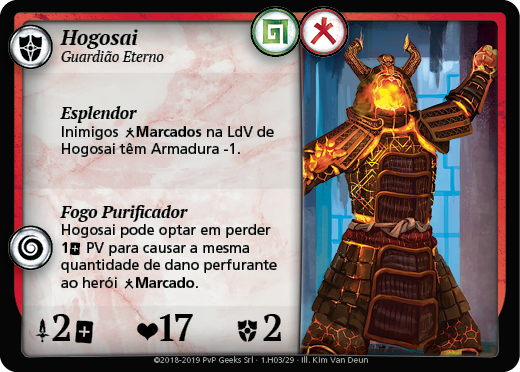 Hogosai
Guardião Eterno
Esplendor
Inimigos Marcados na LdV de
Hogosai têm Armadura -1.
Fogo Purificador
Hogosai pode optar em perder
1 PV para causar a mesma
quantidade de dano perfurante
ao herói Marcado.
2 17 2
©2018-2019 PvP Geeks Srl · 1.H03/29 · Ill. Kim Van Deun